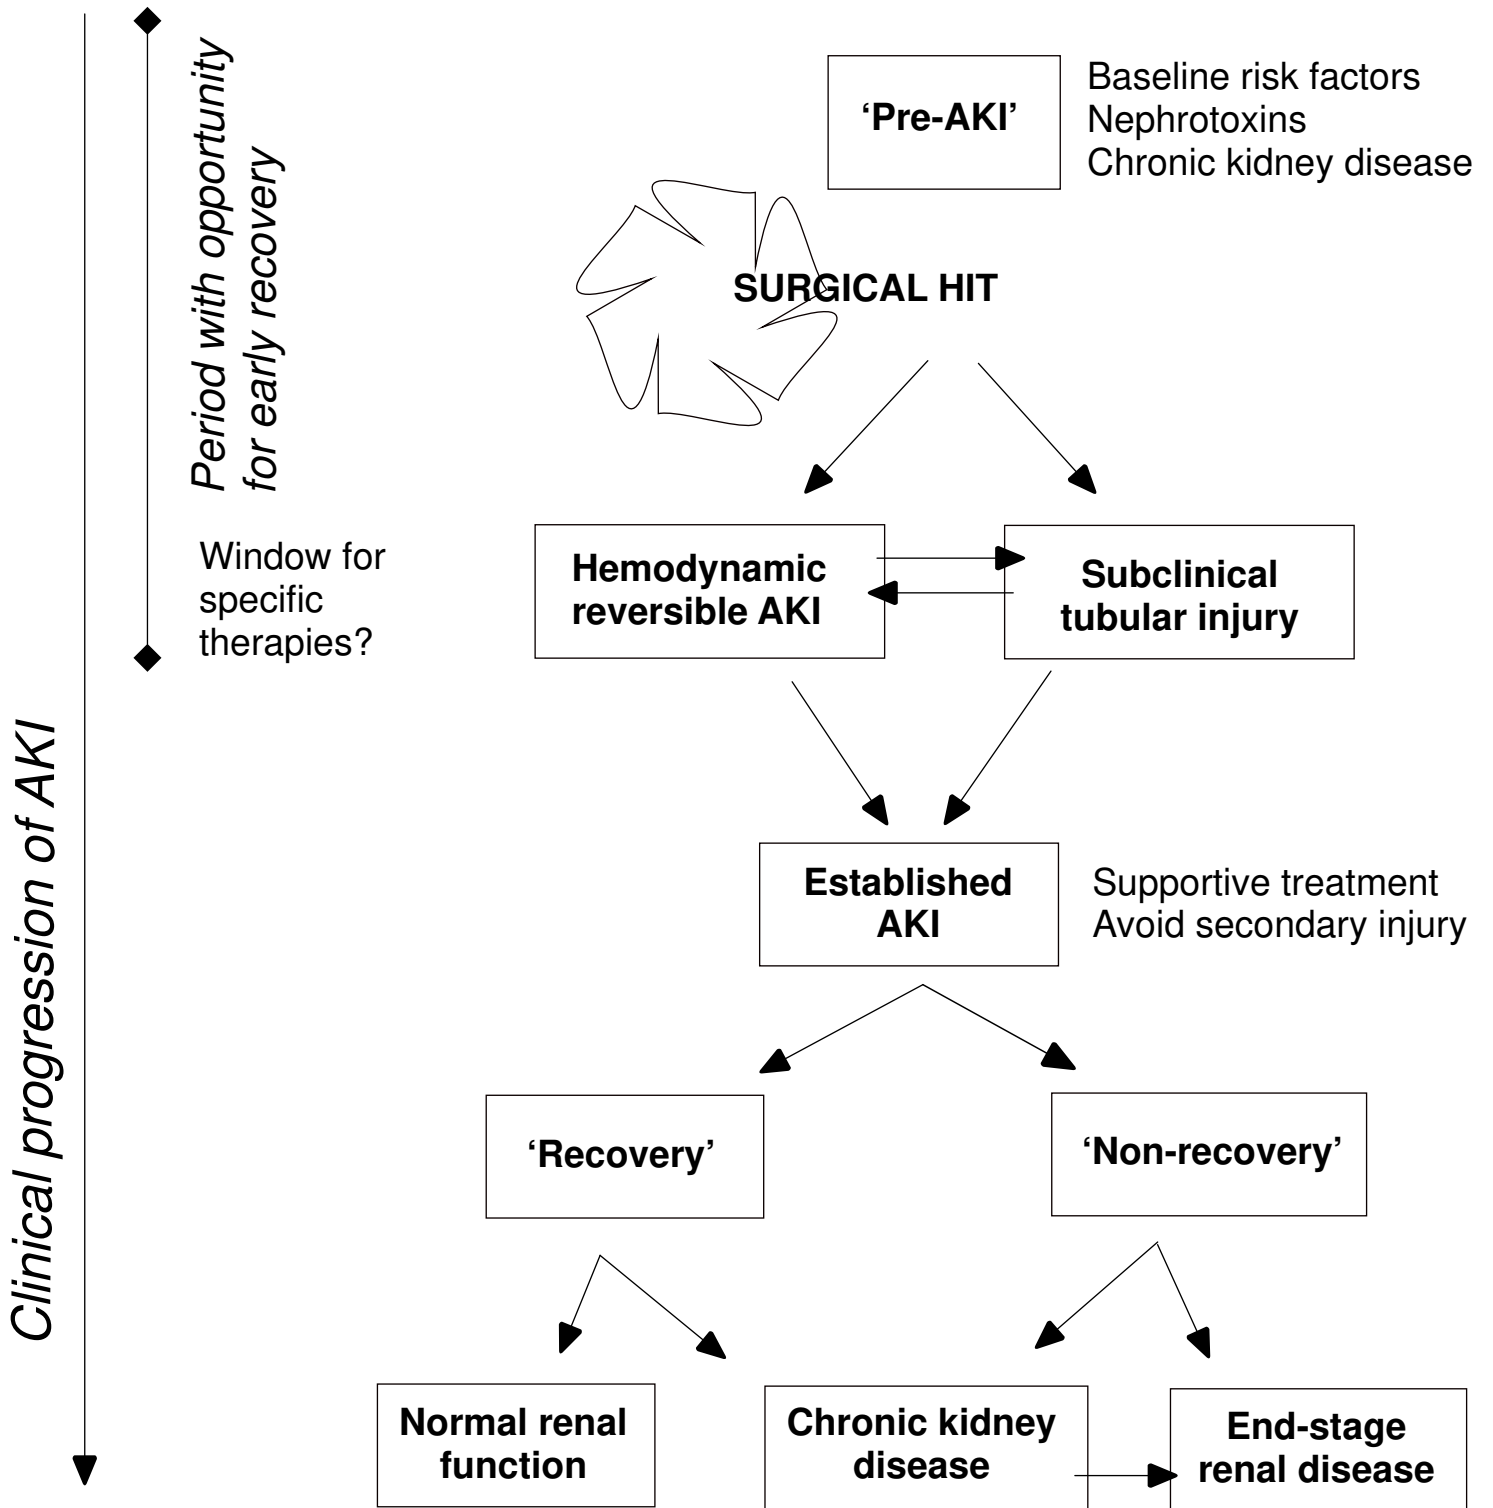 Clinical progression of AKI
Period with opportunity
for early recovery
Window for
specific
therapies?
‘Pre-AKI’
Baseline risk factors
Nephrotoxins
Chronic kidney disease
SURGICAL HIT
Hemodynamic
reversible AKI
Subclinical
tubular injury
Established
AKI
Supportive treatment
Avoid secondary injury
‘Recovery’
‘Non-recovery’
Normal renal
function
Chronic kidney
disease
End-stage
renal disease